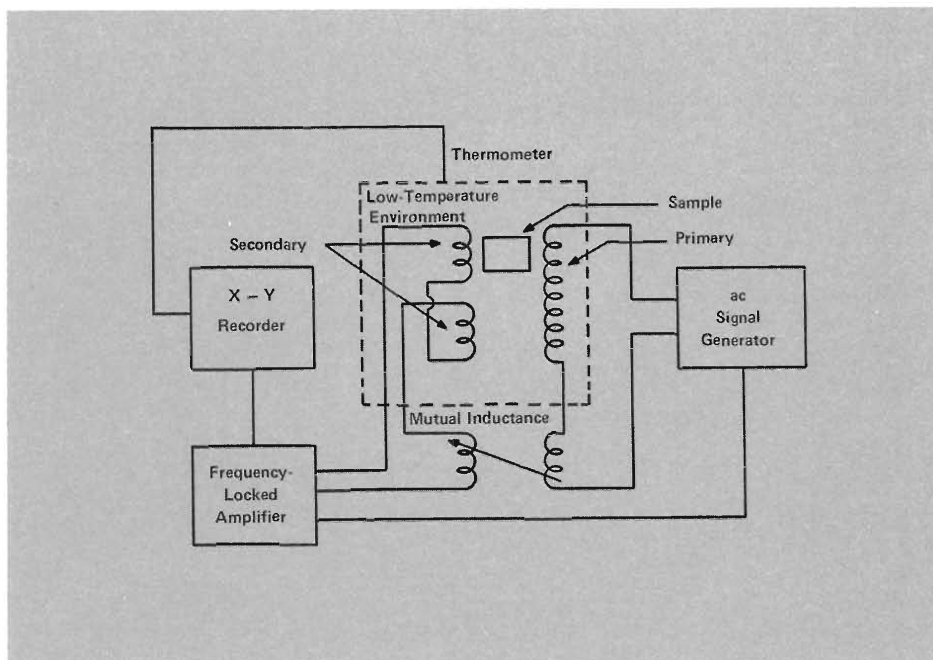 Thermometer
Low-Temperature
Environment
Sample
Secondary
Primary
X – Y
Recorder
ac
Signal
Generator
Mutual Inductance
Frequency-
Locked
Amplifier